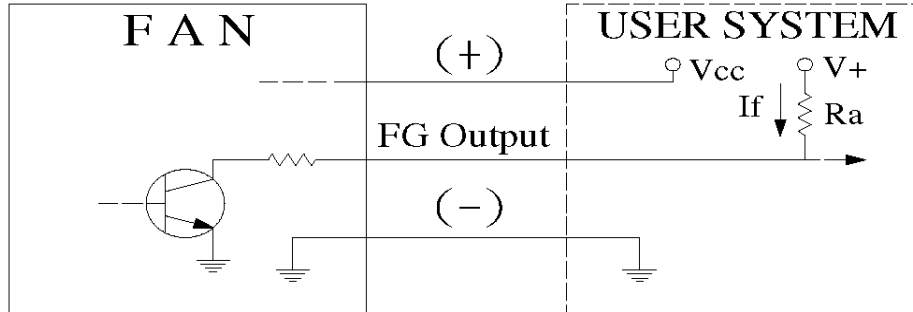 F A N
USER SYSTEM
(+)
Vcc
V+
If
Ra
FG Output
(-)